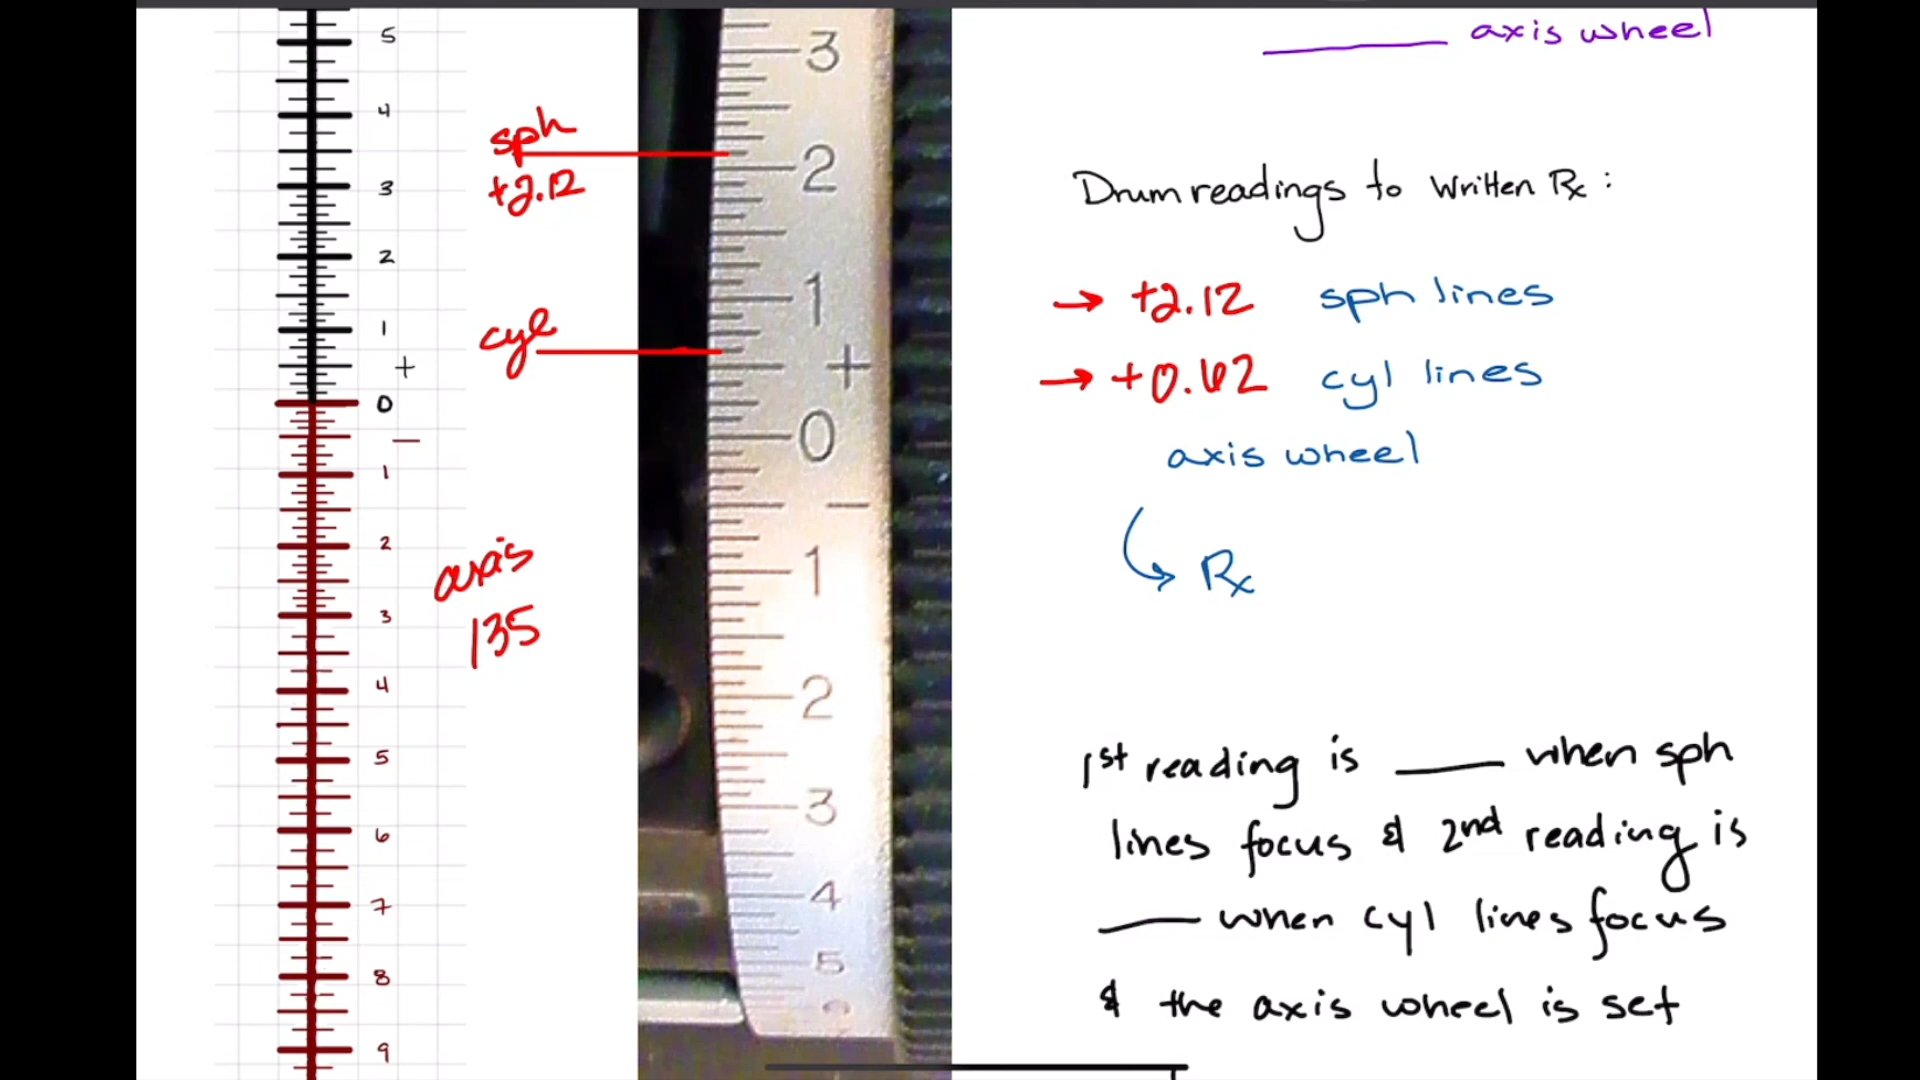 5
4
3
2
1
+
0
—
1
2
3
4
5
6
7
8
9
sph
+2.12
cyl
axis
135
3
2
1
+
0
—
1
2
3
4
5
axis wheel
Drum readings to written Rx :
→ +2.12 sph lines
→ +0.62 cyl lines
axis wheel
Rx
1st reading is ____ when sph
lines focus & 2nd reading is
____ when cyl lines focus
& the axis wheel is set